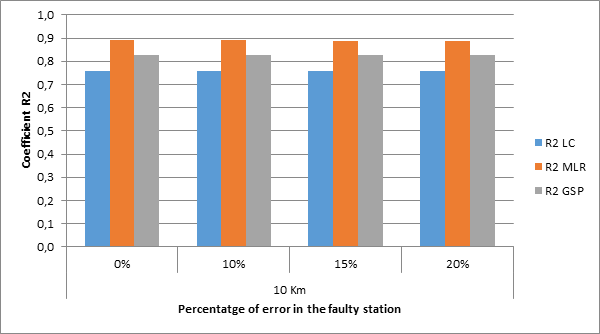 1,0
0,9
0,8
0,7
0,6
0,5
0,4
0,3
0,2
0,1
0,0
Coefficient R2
0% 10% 15% 20%
10 Km
Percentatge of error in the faulty station
R2 LC
R2 MLR
R2 GSP